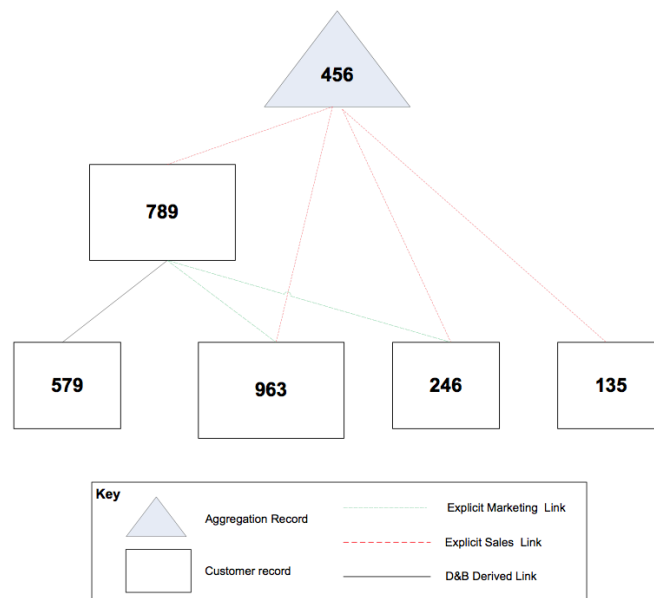 456
789
579
963
246
135
Key
Aggregation Record
Explicit Marketing Link
Explicit Sales Link
Customer record
D&B Derived Link